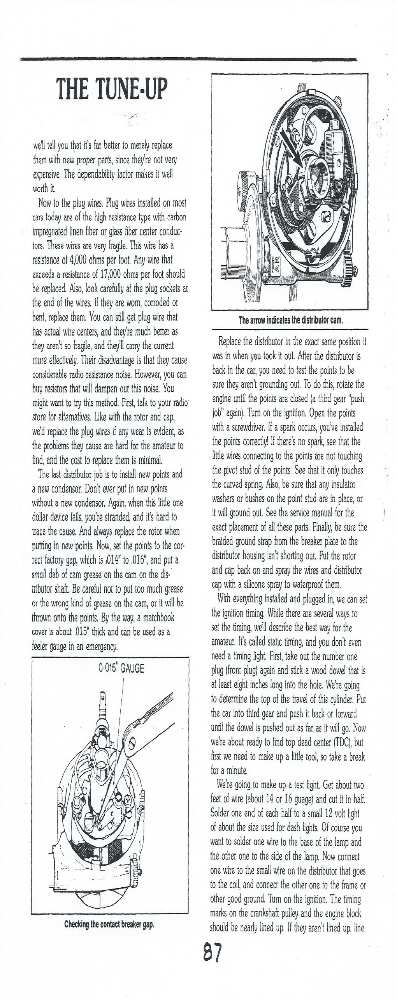 THE TUNE-UP
we'll tell you that it's far better to merely replace
them with new proper parts, since they're not very
expensive. The dependability factor makes it well
worth it.
Now to the plug wires. Plug wires installed on most
cars today are of the high resistance type with carbon
impregnated linen fiber or glass fiber center conduc-
tors. These wires are very fragile. This wire has a
resistance of 4,000 ohms per foot. Any wire that
exceeds a resistance of 17,000 ohms per foot should
be replaced. Also, look carefully at the plug sockets at
the end of the wires. If they are worn, corroded or
bent, replace them. You can still get plug wire that
has actual wire centers, and they're much better as
they aren't so fragile, and they'll carry the current
more effectively. Their disadvantage is that they cause
considerable radio resistance noise. However, you can
buy resistors that will dampen out this noise. You
might want to try this method. First, talk to your radio
store for alternatives. Like with the rotor and cap,
we'd replace the plug wires if any wear is evident, as
the problems they cause are hard for the amateur to
find, and the cost to replace them is minimal.
The last distributor job is to install new points and
a new condensor. Don't ever put in new points
without a new condensor. Again, when this little one
dollar device fails, you're stranded, and it's hard to
trace the cause. And always replace the rotor when
putting in new points. Now, set the points to the cor-
rect factory gap, which is .014" to .016", and put a
small dab of cam grease on the cam on the dis-
tributor shaft. Be careful not to put too much grease
or the wrong kind of grease on the cam, or it will be
thrown onto the points. By the way, a matchbook
cover is about .015" thick and can be used as a
feeler gauge in an emergency.
0·015" GAUGE
Checking the contact breaker gap.
AR
The arrow indicates the distributor cam.
Replace the distributor in the exact same position it
was in when you took it out. After the distributor is
back in the car, you need to test the points to be
sure they aren't grounding out. To do this, rotate the
engine until the points are closed (a third gear "push
job" again). Turn on the ignition. Open the points
with a screwdriver. If a spark occurs, you've installed
the points correctly! If there's no spark, see that the
little wires connecting to the points are not touching
the pivot stud of the points. See that it only touches
the curved spring. Also, be sure that any insulator
washers or bushes on the point stud are in place, or
it will ground out. See the service manual for the
exact placement of all these parts. Finally, be sure the
braided ground strap from the breaker plate to the
distributor housing isn't shorting out. Put the rotor
and cap back on and spray the wires and distributor
cap with a silicone spray to waterproof them.
With everything installed and plugged in, we can set
the ignition timing. While there are several ways to
set the timing, we'll describe the best way for the
amateur. It's called static timing, and you don't even
need a timing light. First, take out the number one
plug (front plug) again and stick a wood dowel that is
at least eight inches long into the hole. We're going
to determine the top of the travel of this cylinder. Put
the car into third gear and push it back or forward
until the dowel is pushed out as far as it will go. Now
we're about ready to find top dead center (TDC), but
first we need to make up a little tool, so take a break
for a minute.
We're going to make up a test light. Get about two
feet of wire (about 14 or 16 guage) and cut it in half.
Solder one end of each half to a small 12 volt light
of about the size used for dash lights. Of course you
want to solder one wire to the base of the lamp and
the other one to the side of the lamp. Now connect
one wire to the small wire on the distributor that goes
to the coil, and connect the other one to the frame or
other good ground. Turn on the ignition. The timing
marks on the crankshaft pulley and the engine block
should be nearly lined up. If they aren't lined up, line
87